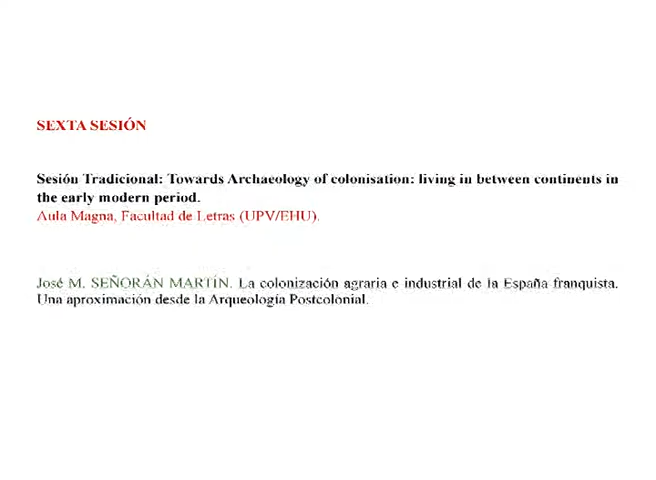 SEXTA SESIÓN
Sesión Tradicional: Towards Archaeology of colonisation: living in between continents in
the early modern period.
Aula Magna, Facultad de Letras (UPV/EHU).
José M. SEÑORÁN MARTÍN. La colonización agraria e industrial de la España franquista.
Una aproximación desde la Arqueología Postcolonial.